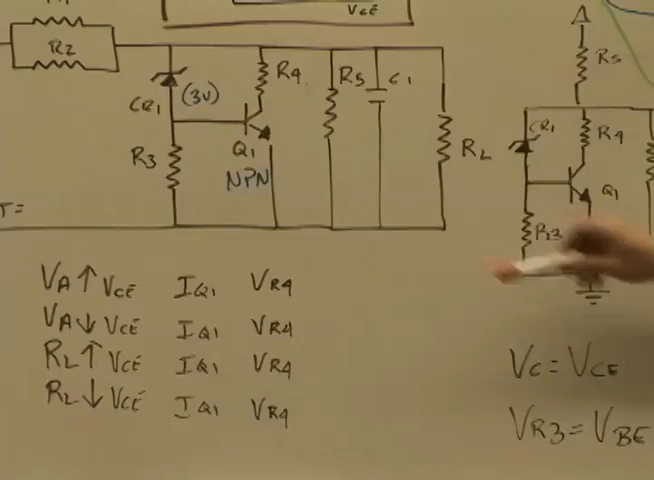 VCE
R2
CR1
(3V)
R4
R5
C1
R3
Q1
NPN
RL
T=
A
RS
CR1
R4
Q1
R3
VA↑ VCE IQ1 VR4
VA↓ VCE IQ1 VR4
RL↑ VCE IQ1 VR4
RL↓ VCE IQ1 VR4
VC=VCE
VR3=VBE